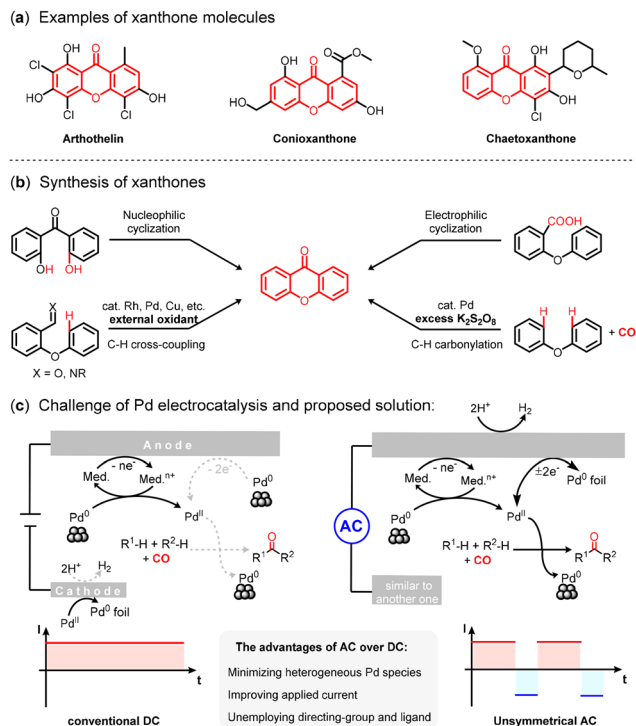 (a) Examples of xanthone molecules
OH O
Cl
HO O OH
Cl Cl
Arthothelin
O O
OH O
HO O OH
Conioxanthone
O O OH
O
O OH
Cl
Chaetoxanthone
(b) Synthesis of xanthones
O
OH OH
Nucleophilic
cyclization
Electrophilic
cyclization
COOH
O
O
O
X H
O
X = O, NR
cat. Rh, Pd, Cu, etc.
external oxidant
C-H cross-coupling
cat. Pd
excess K2S2O8
C-H carbonylation
H H
O
+ CO
(c) Challenge of Pd electrocatalysis and proposed solution:
Anode
- ne-
Med. Med.n+
- 2e-
Pd0
Pd0
PdII
R1-H + R2-H
+ CO
O
R1 R2
2H+ H2
Cathode
PdII
Pd0 foil
Pd0
2H+ H2
- ne-
Med. Med.n+
±2e-
Pd0 foil
Pd0
PdII
AC
R1-H + R2-H
+ CO
O
R1 R2
similar to
another one
Pd0
I
t
conventional DC
The advantages of AC over DC:
Minimizing heterogeneous Pd species
Improving applied current
Unemploying directing-group and ligand
I
t
Unsymmetrical AC